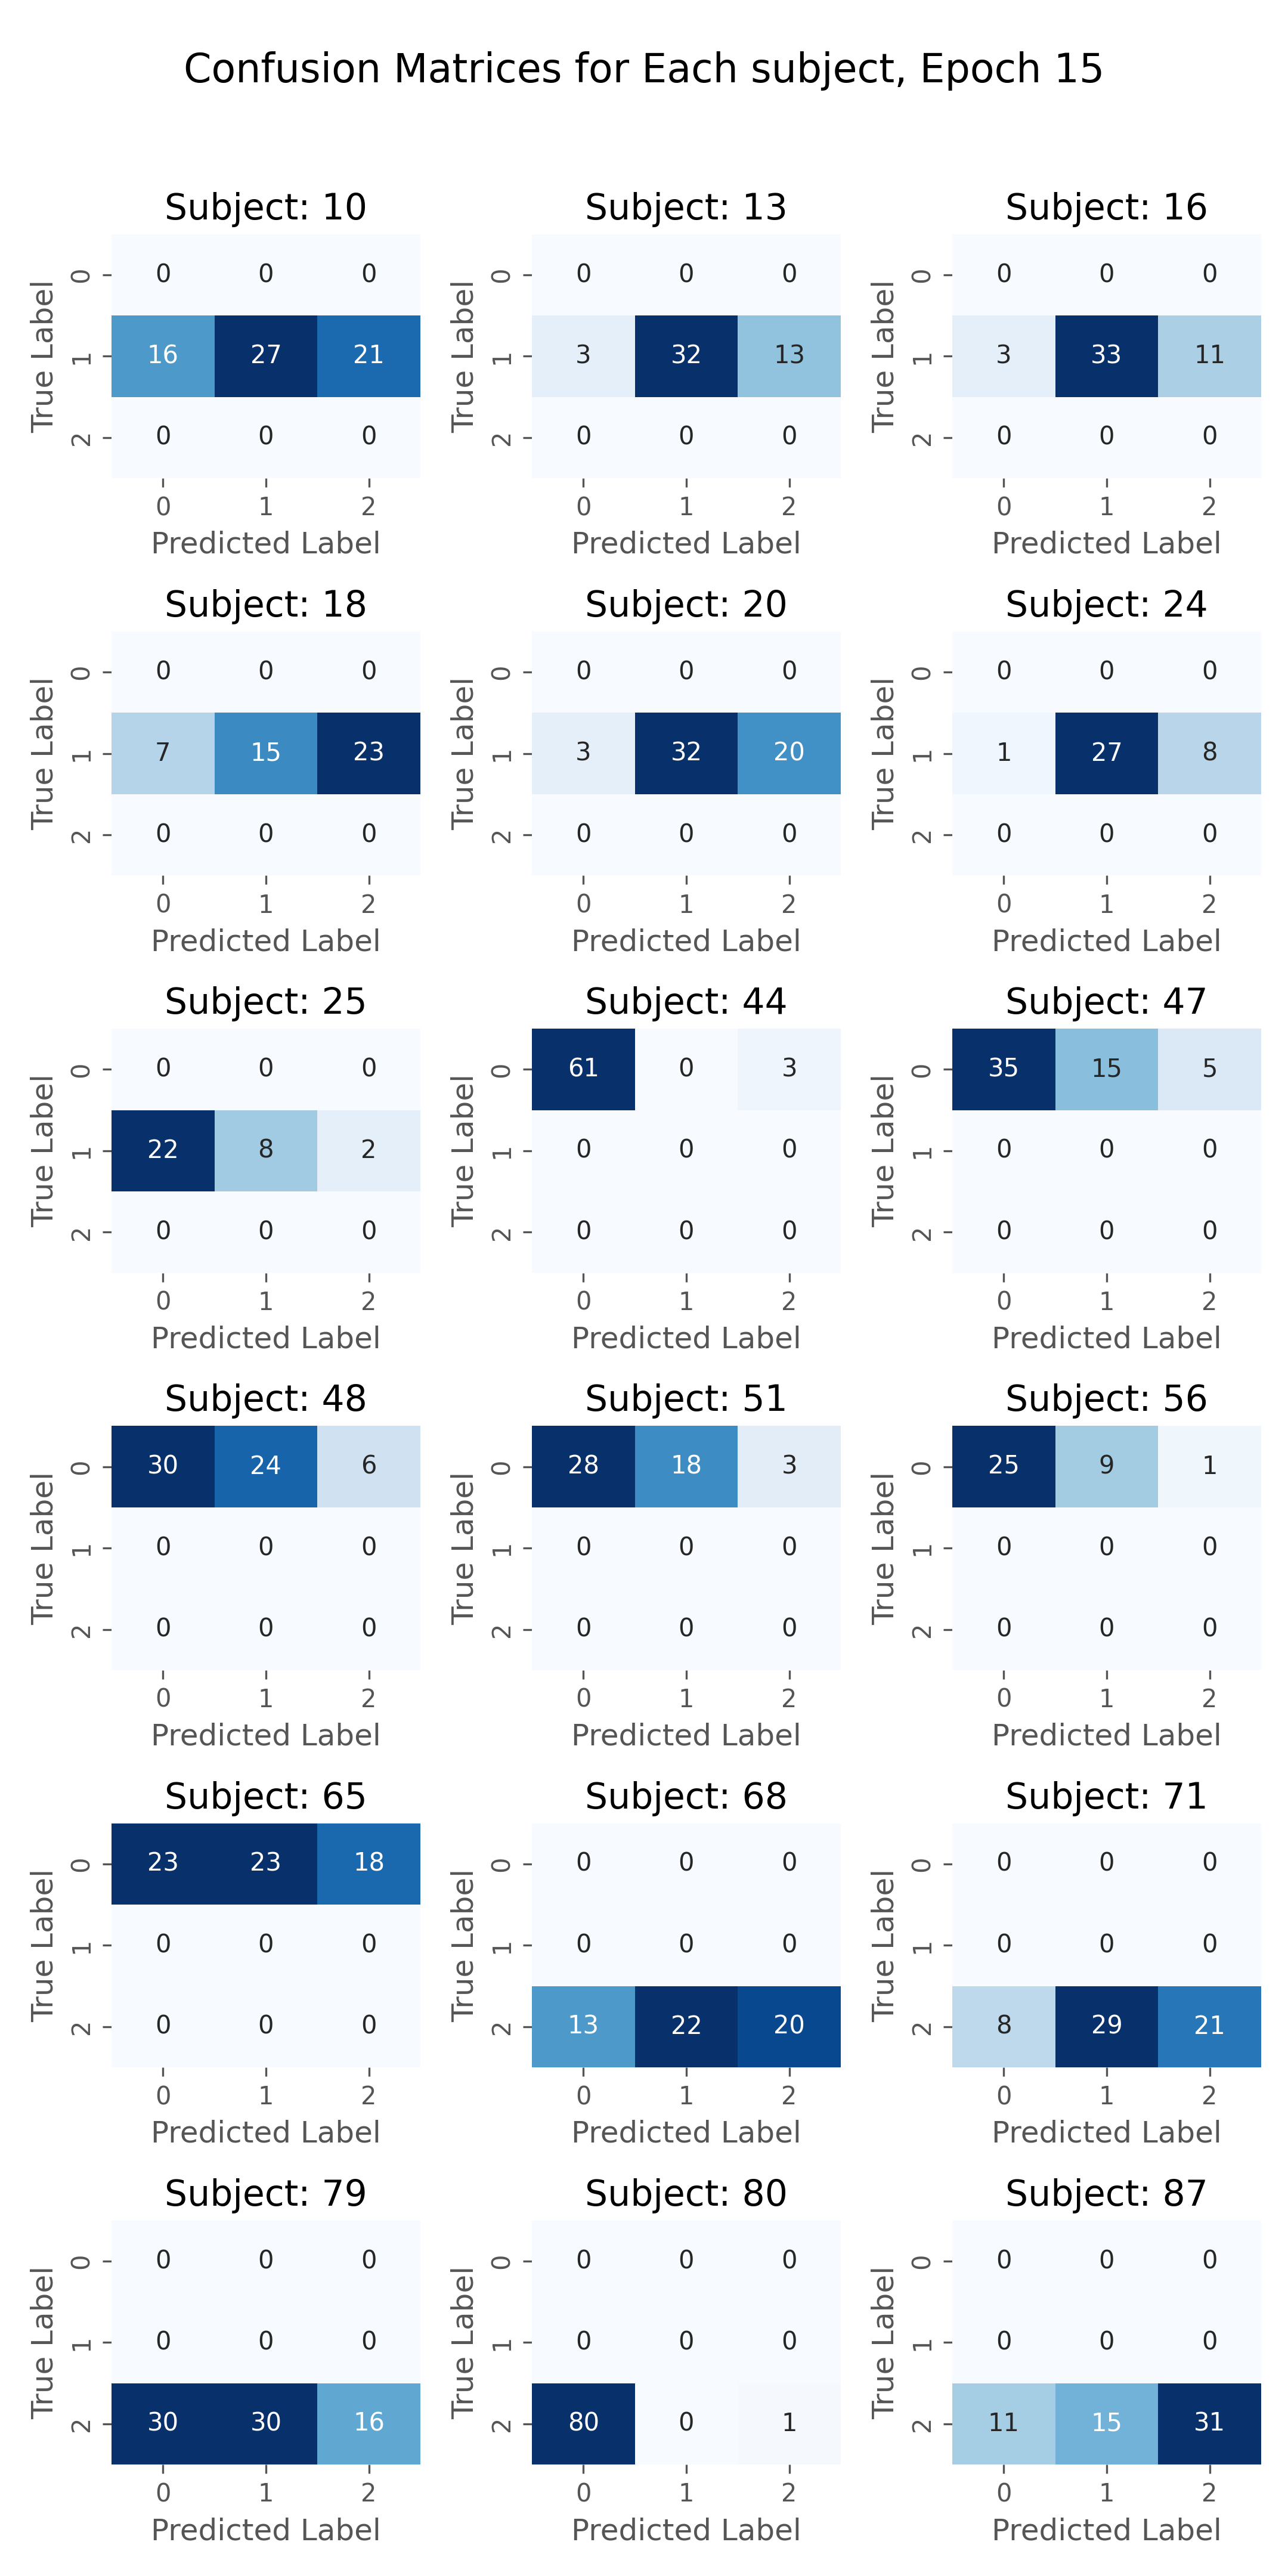 Confusion Matrices for Each subject, Epoch 15
Subject: 10
True Label
0
1
2
0 0 0
16 27 21
0 0 0
0 1 2
Predicted Label
Subject: 13
True Label
0
1
2
0 0 0
3 32 13
0 0 0
0 1 2
Predicted Label
Subject: 16
True Label
0
1
2
0 0 0
3 33 11
0 0 0
0 1 2
Predicted Label
Subject: 18
True Label
0
1
2
0 0 0
7 15 23
0 0 0
0 1 2
Predicted Label
Subject: 20
True Label
0
1
2
0 0 0
3 32 20
0 0 0
0 1 2
Predicted Label
Subject: 24
True Label
0
1
2
0 0 0
1 27 8
0 0 0
0 1 2
Predicted Label
Subject: 25
True Label
0
1
2
0 0 0
22 8 2
0 0 0
0 1 2
Predicted Label
Subject: 44
True Label
0
1
2
61 0 3
0 0 0
0 0 0
0 1 2
Predicted Label
Subject: 47
True Label
0
1
2
35 15 5
0 0 0
0 0 0
0 1 2
Predicted Label
Subject: 48
True Label
0
1
2
30 24 6
0 0 0
0 0 0
0 1 2
Predicted Label
Subject: 51
True Label
0
1
2
28 18 3
0 0 0
0 0 0
0 1 2
Predicted Label
Subject: 56
True Label
0
1
2
25 9 1
0 0 0
0 0 0
0 1 2
Predicted Label
Subject: 65
True Label
0
1
2
23 23 18
0 0 0
0 0 0
0 1 2
Predicted Label
Subject: 68
True Label
0
1
2
0 0 0
0 0 0
13 22 20
0 1 2
Predicted Label
Subject: 71
True Label
0
1
2
0 0 0
0 0 0
8 29 21
0 1 2
Predicted Label
Subject: 79
True Label
0
1
2
0 0 0
0 0 0
30 30 16
0 1 2
Predicted Label
Subject: 80
True Label
0
1
2
0 0 0
0 0 0
80 0 1
0 1 2
Predicted Label
Subject: 87
True Label
0
1
2
0 0 0
0 0 0
11 15 31
0 1 2
Predicted Label